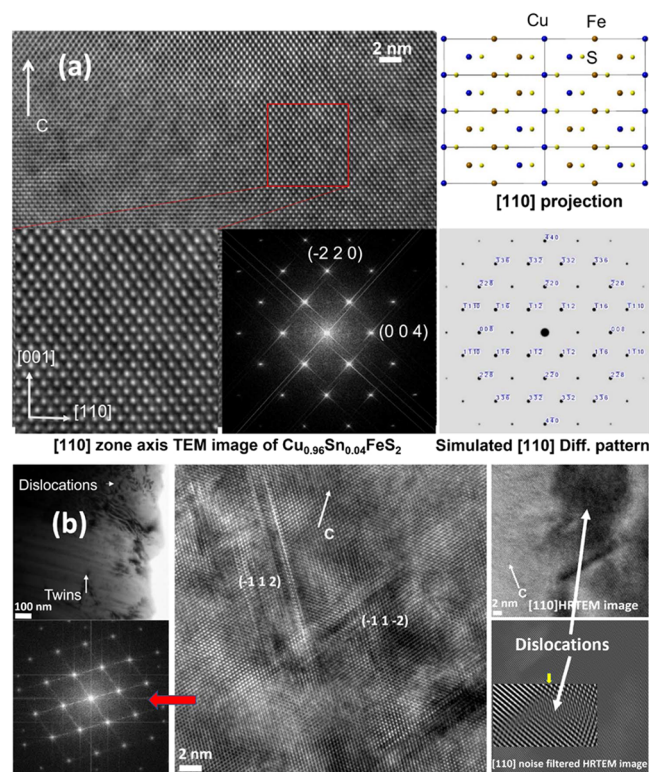 Cu Fe
S
(a)
2 nm
C
[110] projection
(-2 2 0)
(0 0 4)
[001]
[110]
[110] zone axis TEM image of Cu0.96Sn0.04FeS2
Simulated [110] Diff. pattern
Dislocations
(b)
Twins
100 nm
C
(-1 1 2)
(-1 1 -2)
2 nm
C
2 nm
[110]HRTEM image
Dislocations
[110] noise filtered HRTEM image